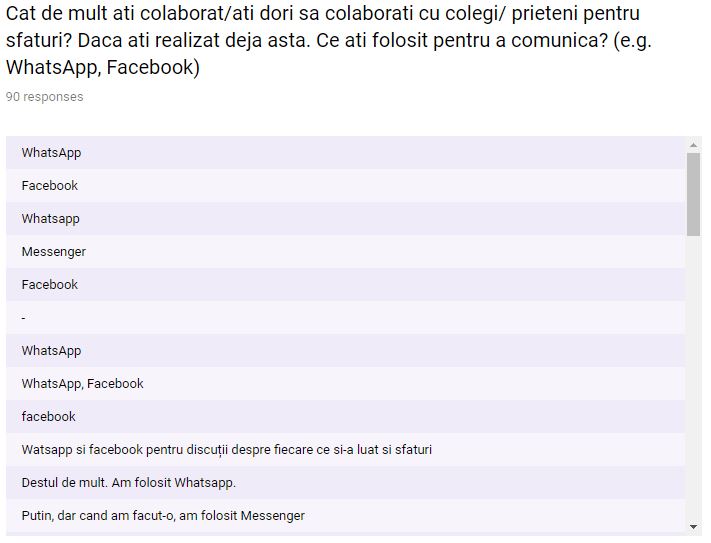 Cat de mult ati colaborat/ati dori sa colaborati cu colegi/ prieteni pentru
sfaturi? Daca ati realizat deja asta. Ce ati folosit pentru a comunica? (e.g.
WhatsApp, Facebook)
90 responses
WhatsApp
Facebook
Whatsapp
Messenger
Facebook
-
WhatsApp
WhatsApp, Facebook
facebook
Watsapp si facebook pentru discuții despre fiecare ce si-a luat si sfaturi
Destul de mult. Am folosit Whatsapp.
Putin, dar cand am facut-o, am folosit Messenger